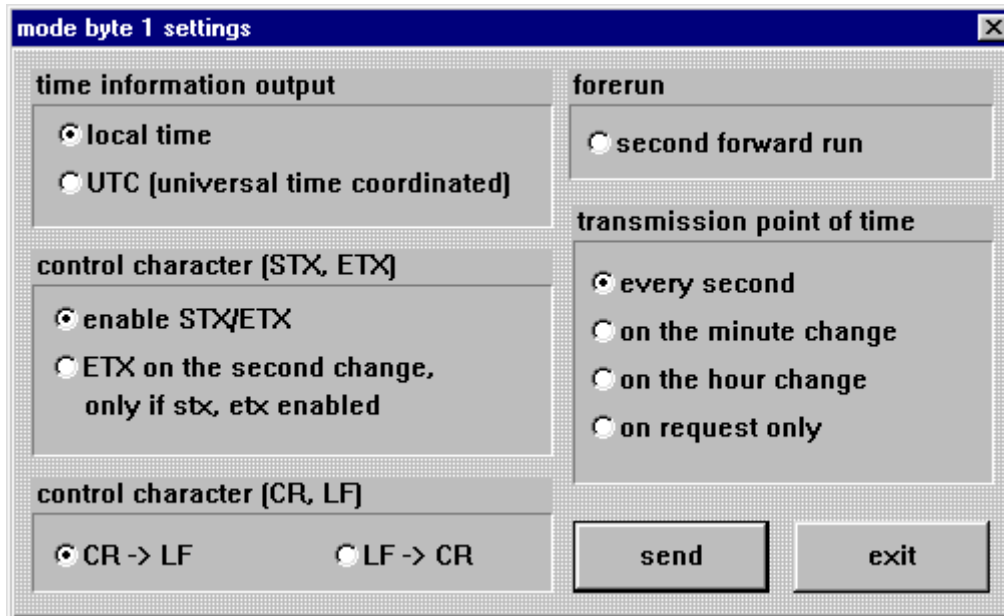 mode byte 1 settings
time information output
local time
UTC (universal time coordinated)
control character (STX, ETX)
enable STX/ETX
ETX on the second change,
only if stx, etx enabled
control character (CR, LF)
CR -> LF
LF -> CR
forerun
second forward run
transmission point of time
every second
on the minute change
on the hour change
on request only
send
exit